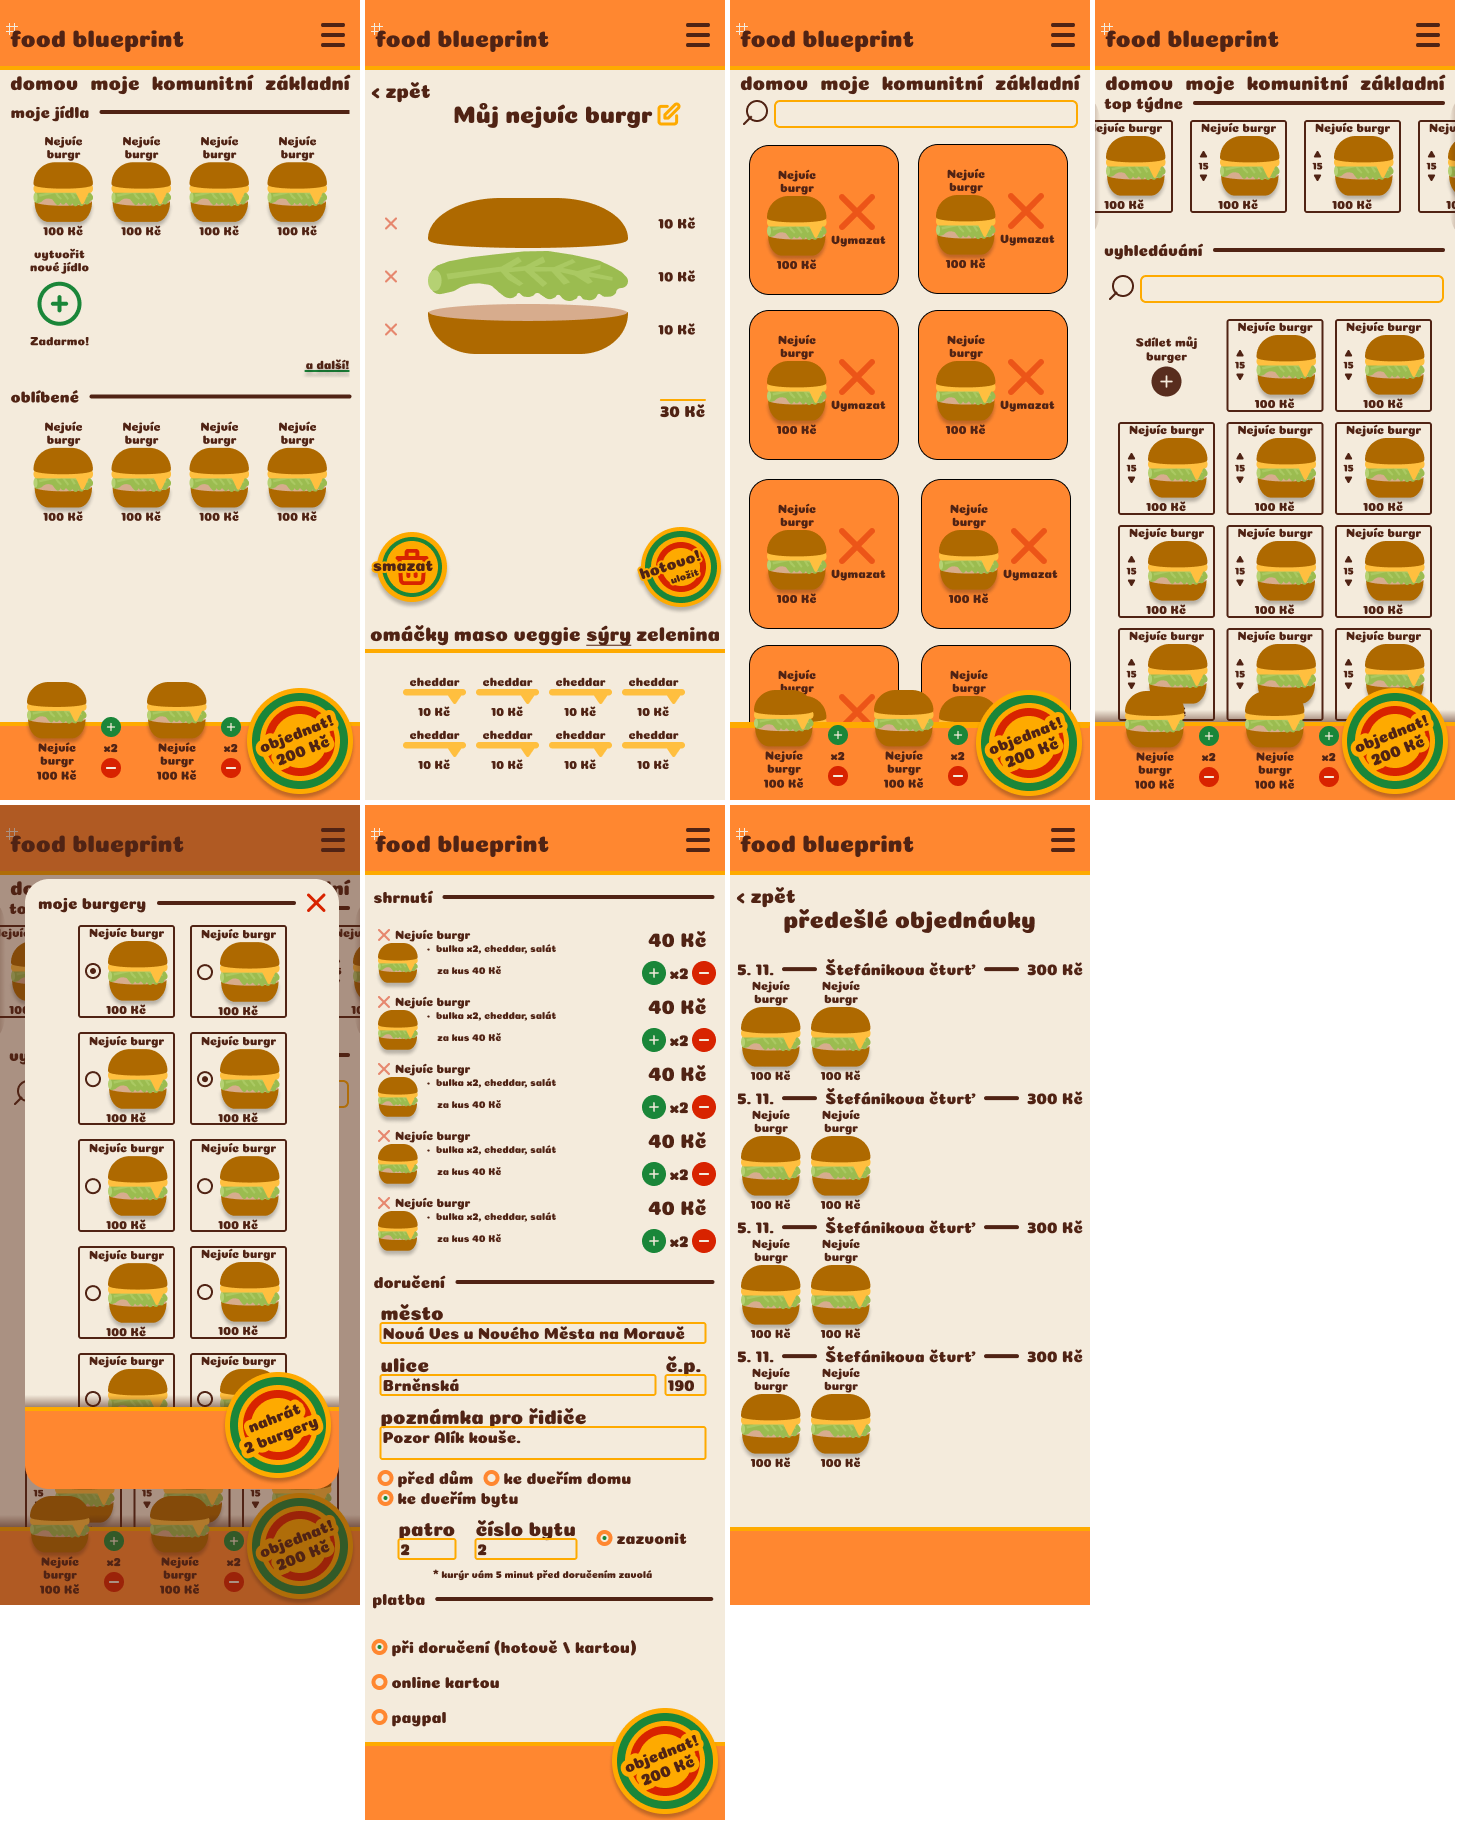 food blueprint
domov moje komunitní základní
moje jídla
Nejvíc Nejvíc Nejvíc Nejvíc
burgr burgr burgr burgr
100 Kč 100 Kč 100 Kč 100 Kč
vytvořit
nové jídlo
Zadarmo!
a další!
oblíbené
Nejvíc Nejvíc Nejvíc Nejvíc
burgr burgr burgr burgr
100 Kč 100 Kč 100 Kč 100 Kč
Nejvíc x2 Nejvíc x2
burgr burgr
100 Kč 100 Kč
objednat!
200 Kč
food blueprint
< zpět
Můj nejvíc burgr
10 Kč
10 Kč
10 Kč
30 Kč
smazat
hotovo!
uložit
omáčky maso veggie sýry zelenina
cheddar cheddar cheddar cheddar
10 Kč 10 Kč 10 Kč 10 Kč
cheddar cheddar cheddar cheddar
10 Kč 10 Kč 10 Kč 10 Kč
food blueprint
domov moje komunitní základní
Nejvíc Nejvíc
burgr burgr
Vymazat Vymazat
100 Kč 100 Kč
Nejvíc Nejvíc
burgr burgr
Vymazat Vymazat
100 Kč 100 Kč
Nejvíc Nejvíc
burgr burgr
Vymazat Vymazat
100 Kč 100 Kč
Nejvíc Nejvíc
burgr burgr
Nejvíc x2 Nejvíc x2
burgr burgr
100 Kč 100 Kč
objednat!
200 Kč
food blueprint
domov moje komunitní základní
top týdne
ejvíc burgr Nejvíc burgr Nejvíc burgr Nejv
15 15 15
100 Kč 100 Kč 100 Kč 10
vyhledávání
Sdílet můj
burger
Nejvíc burgr Nejvíc burgr
15 15
100 Kč 100 Kč
Nejvíc burgr Nejvíc burgr Nejvíc burgr
15 15 15
100 Kč 100 Kč 100 Kč
Nejvíc burgr Nejvíc burgr Nejvíc burgr
15 15 15
100 Kč 100 Kč 100 Kč
Nejvíc burgr Nejvíc burgr Nejvíc burgr
15 15 15
Nejvíc x2 Nejvíc x2
burgr burgr
100 Kč 100 Kč
objednat!
200 Kč
food blueprint
moje burgery
Nejvíc burgr Nejvíc burgr
100 Kč 100 Kč
Nejvíc burgr Nejvíc burgr
100 Kč 100 Kč
Nejvíc burgr Nejvíc burgr
100 Kč 100 Kč
Nejvíc burgr Nejvíc burgr
100 Kč 100 Kč
Nejvíc burgr Nejvíc burgr
nahrát
2 burgery
15 15
Nejvíc x2 Nejvíc x2
burgr burgr
100 Kč 100 Kč
objednat!
200 Kč
food blueprint
shrnutí
Nejvíc burgr 40 Kč
• bulka x2, cheddar, salát
za kus 40 Kč x2
Nejvíc burgr 40 Kč
• bulka x2, cheddar, salát
za kus 40 Kč x2
Nejvíc burgr 40 Kč
• bulka x2, cheddar, salát
za kus 40 Kč x2
Nejvíc burgr 40 Kč
• bulka x2, cheddar, salát
za kus 40 Kč x2
Nejvíc burgr 40 Kč
• bulka x2, cheddar, salát
za kus 40 Kč x2
doručení
město
Nová Ves u Nového Města na Moravě
ulice č.p.
Brněnská 190
poznámka pro řidiče
Pozor Alík kouše.
před dům ke dveřím domu
ke dveřím bytu
patro číslo bytu zazvonit
2 2
* kurýr vám 5 minut před doručením zavolá
platba
při doručení (hotově \ kartou)
online kartou
paypal
objednat!
200 Kč
food blueprint
< zpět
předešlé objednávky
5. 11. Štefánikova čtvrť 300 Kč
Nejvíc Nejvíc
burgr burgr
100 Kč 100 Kč
5. 11. Štefánikova čtvrť 300 Kč
Nejvíc Nejvíc
burgr burgr
100 Kč 100 Kč
5. 11. Štefánikova čtvrť 300 Kč
Nejvíc Nejvíc
burgr burgr
100 Kč 100 Kč
5. 11. Štefánikova čtvrť 300 Kč
Nejvíc Nejvíc
burgr burgr
100 Kč 100 Kč